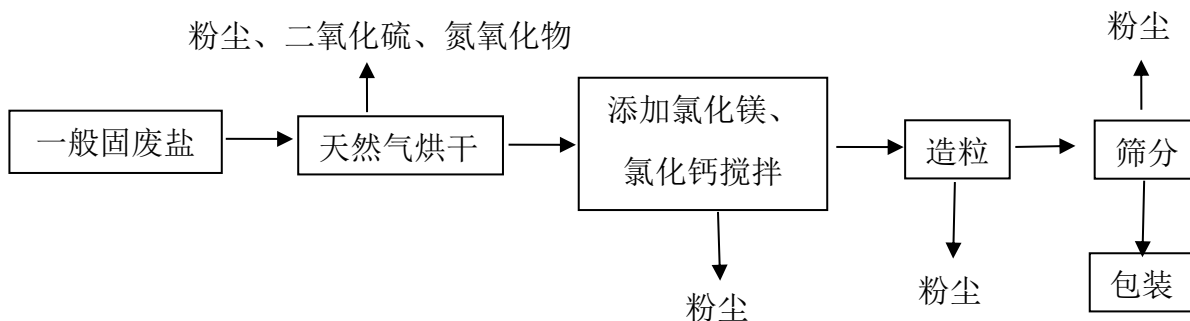 粉尘、二氧化硫、氮氧化物
粉尘
一般固废盐
天然气烘干
添加氯化镁、
氯化钙搅拌
造粒
筛分
粉尘
粉尘
包装